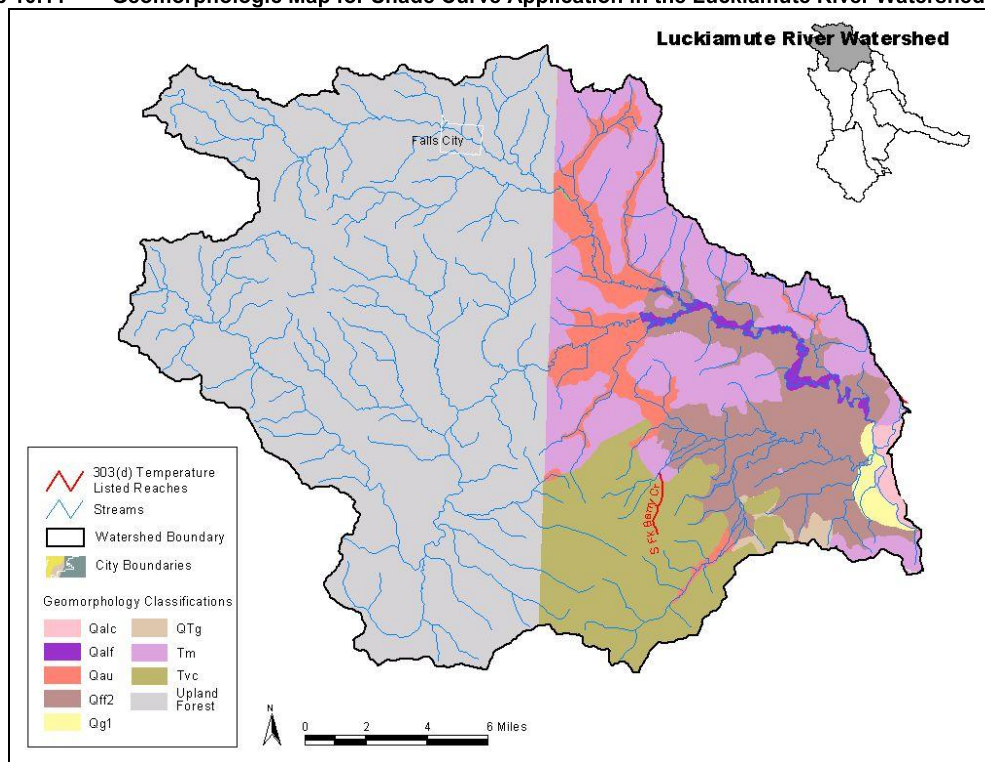 Geomorphologic Map for Shade Curve Application in the Luckiamute River Watershed
Luckiamute River Watershed
Falls City
S Fk Berry Cr
303(d) Temperature
Listed Reaches
Streams
Watershed Boundary
City Boundaries
Geomorphology Classifications
Qalc
Qalf
Qau
Qff2
Qg1
QTg
Tm
Tvc
Upland
Forest
N
0 2 4 6 Miles